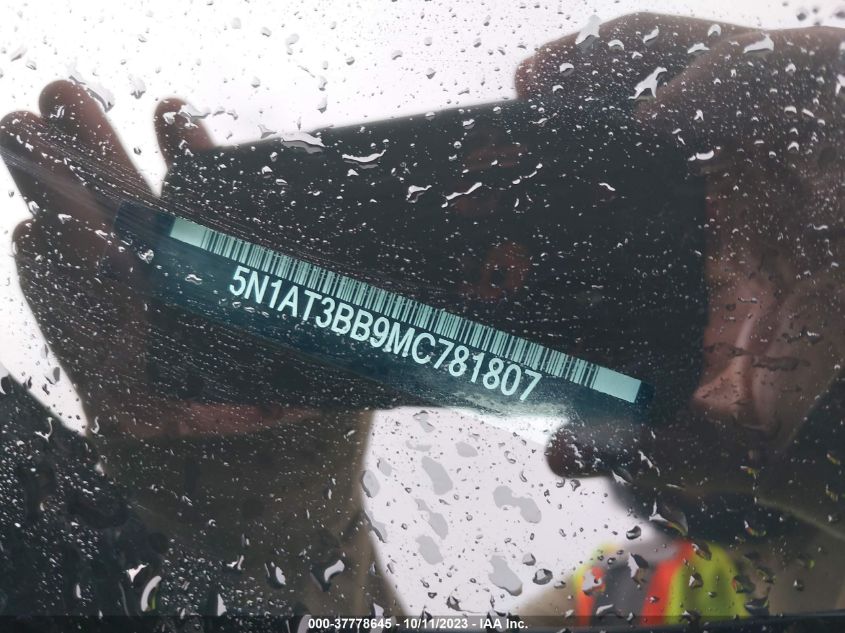 5N1AT3BB9MC781807
000-37778645 - 10/11/2023 - IAA Inc.